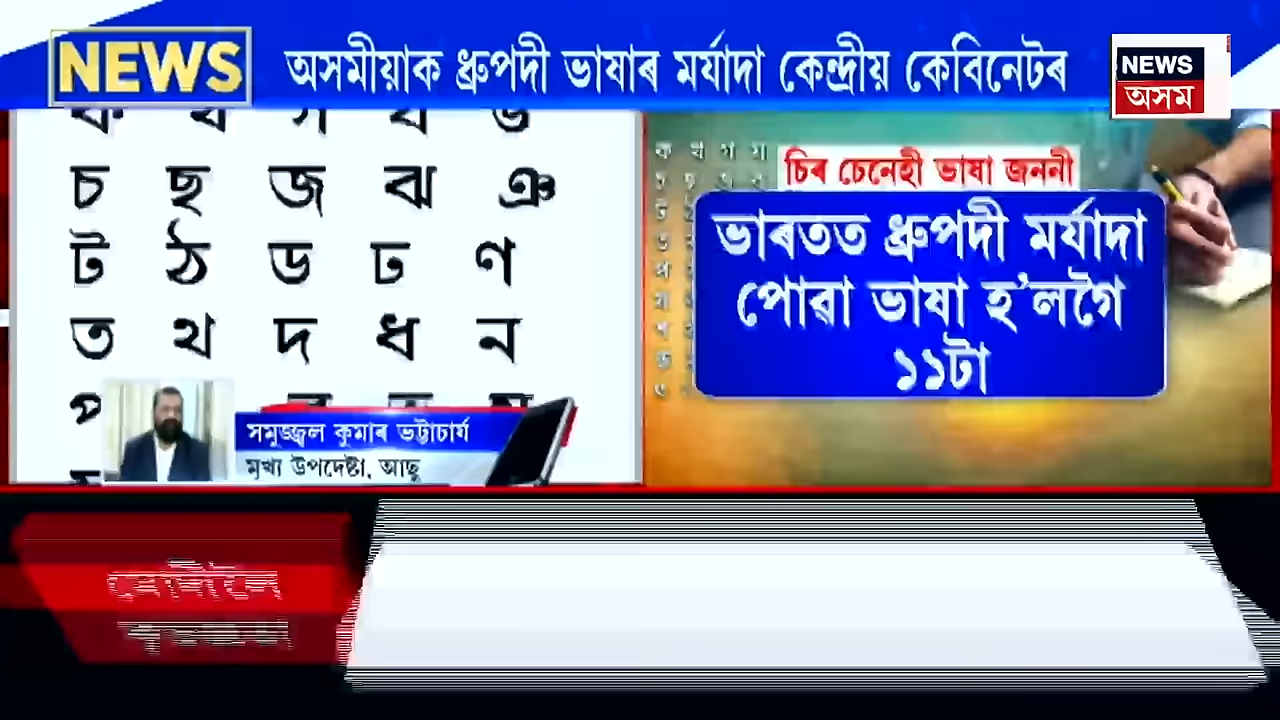 NEWS
অসমীয়াক ধ্ৰুপদী ভাষাৰ মৰ্যাদা কেন্দ্ৰীয় কেবিনেটৰ
NEWS
অসম
চ ছ জ ঝ ঞ
ট ঠ ড ঢ ণ
ত থ দ ধ ন
সমুজ্জ্বল কুমাৰ ভট্টাচাৰ্য
মুখ্য উপদেষ্টা, আছু
চিৰ চেনেহী ভাষা জননী
ভাৰতত ধ্ৰুপদী মৰ্যাদা
পোৱা ভাষা হ'লগৈ
১১টা